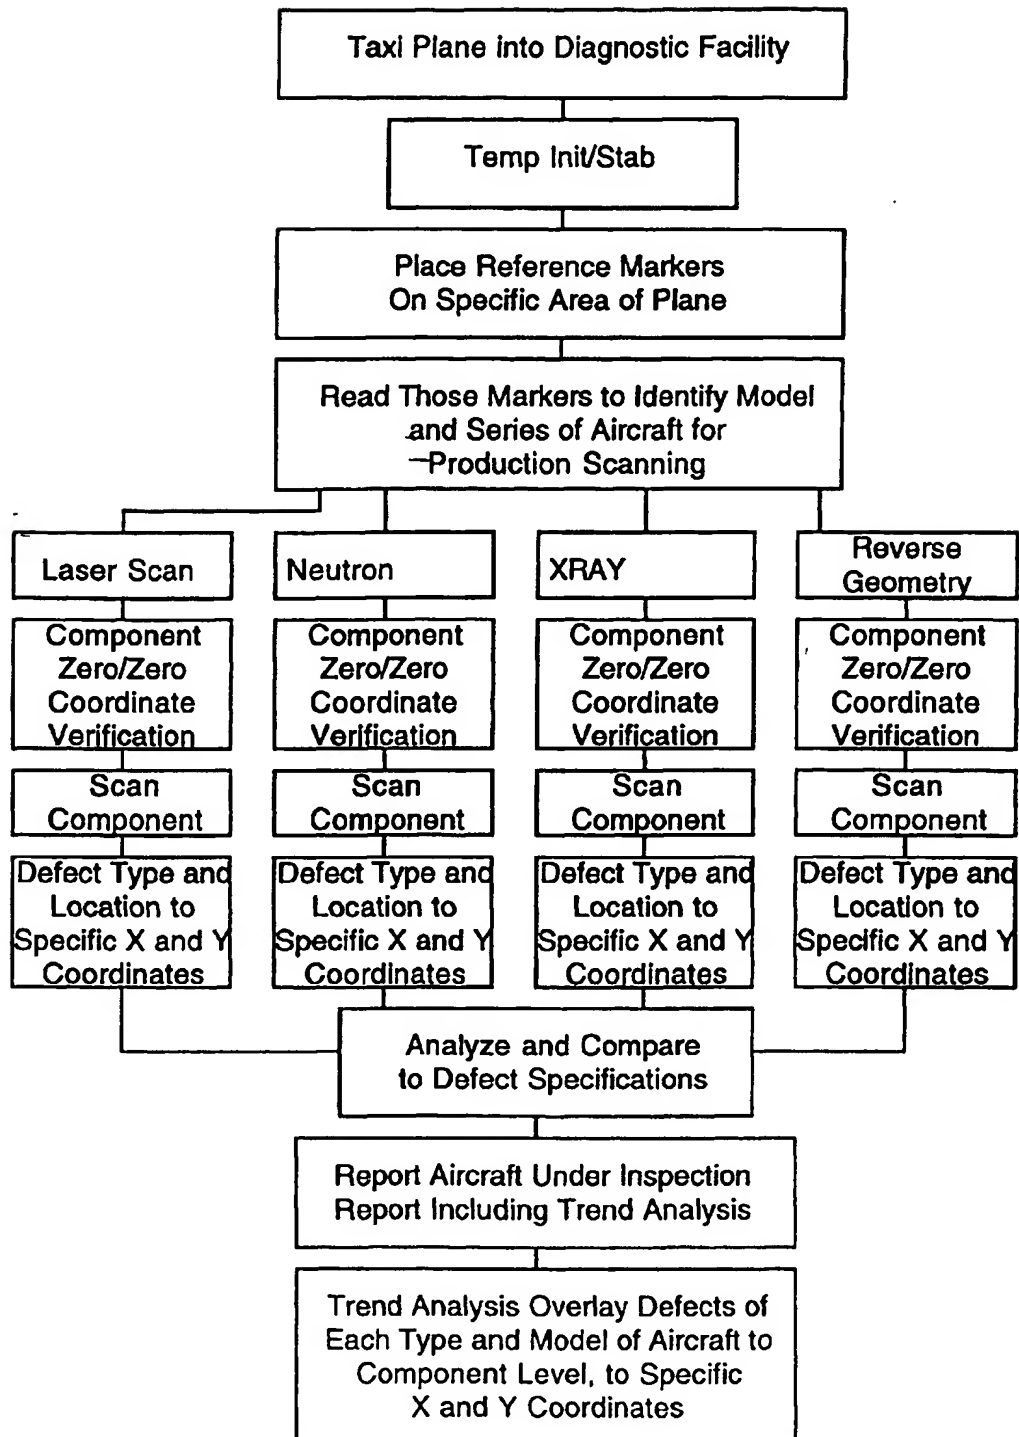 Taxi Plane into Diagnostic Facility
Temp Init/Stab
Place Reference Markers
On Specific Area of Plane
Read Those Markers to Identify Model
and Series of Aircraft for
Production Scanning
Laser Scan
Neutron
XRAY
Reverse
Geometry
Component
Zero/Zero
Coordinate
Verification
Component
Zero/Zero
Coordinate
Verification
Component
Zero/Zero
Coordinate
Verification
Component
Zero/Zero
Coordinate
Verification
Scan
Component
Scan
Component
Scan
Component
Scan
Component
Defect Type and
Location to
Specific X and Y
Coordinates
Defect Type and
Location to
Specific X and Y
Coordinates
Defect Type and
Location to
Specific X and Y
Coordinates
Defect Type and
Location to
Specific X and Y
Coordinates
Analyze and Compare
to Defect Specifications
Report Aircraft Under Inspection
Report Including Trend Analysis
Trend Analysis Overlay Defects of
Each Type and Model of Aircraft to
Component Level, to Specific
X and Y Coordinates